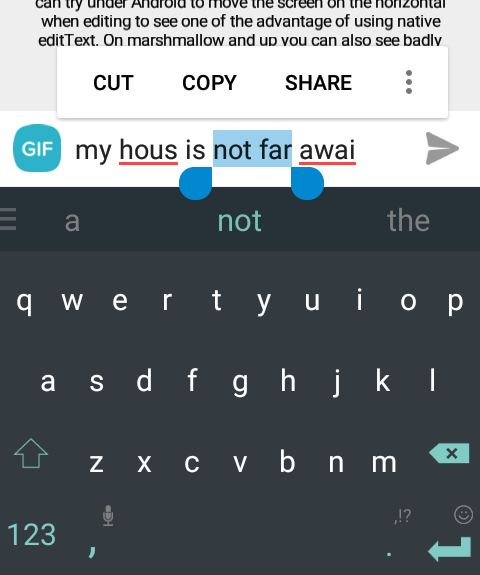 can try under Android to move the screen on the horizontal
when editing to see one of the advantage of using native
editText. On marshmallow and up you can also see badly
CUT COPY SHARE
GIF my hous is not far awai
a not the
q w e r t y u i o p
a s d f g h j k l
z x c v b n m
,!?
123 , .